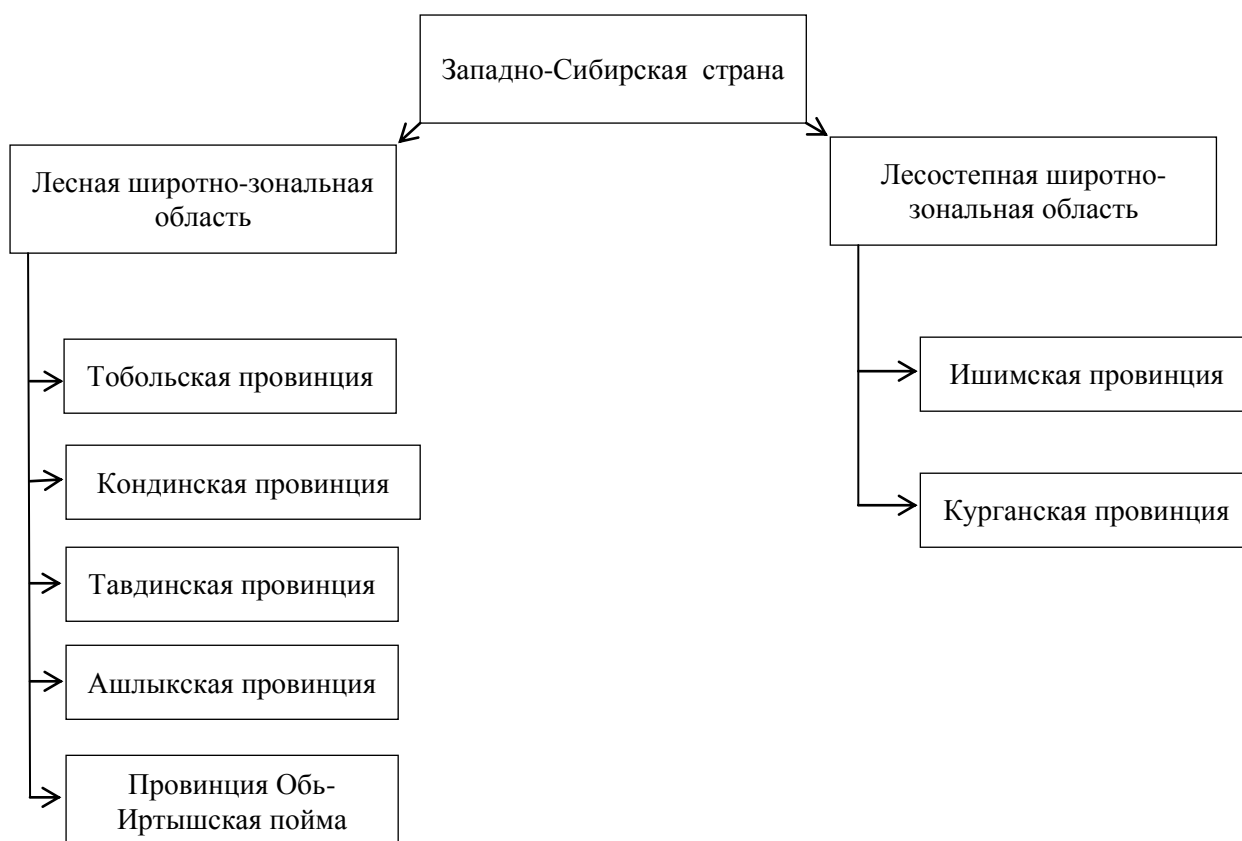 Западно-Сибирская страна
Лесная широтно-зональная
область
Лесостепная широтно-
зональная область
Тобольская провинция
Кондинская провинция
Тавдинская провинция
Ашлыкская провинция
Провинция Обь-
Иртышская пойма
Ишимская провинция
Курганская провинция